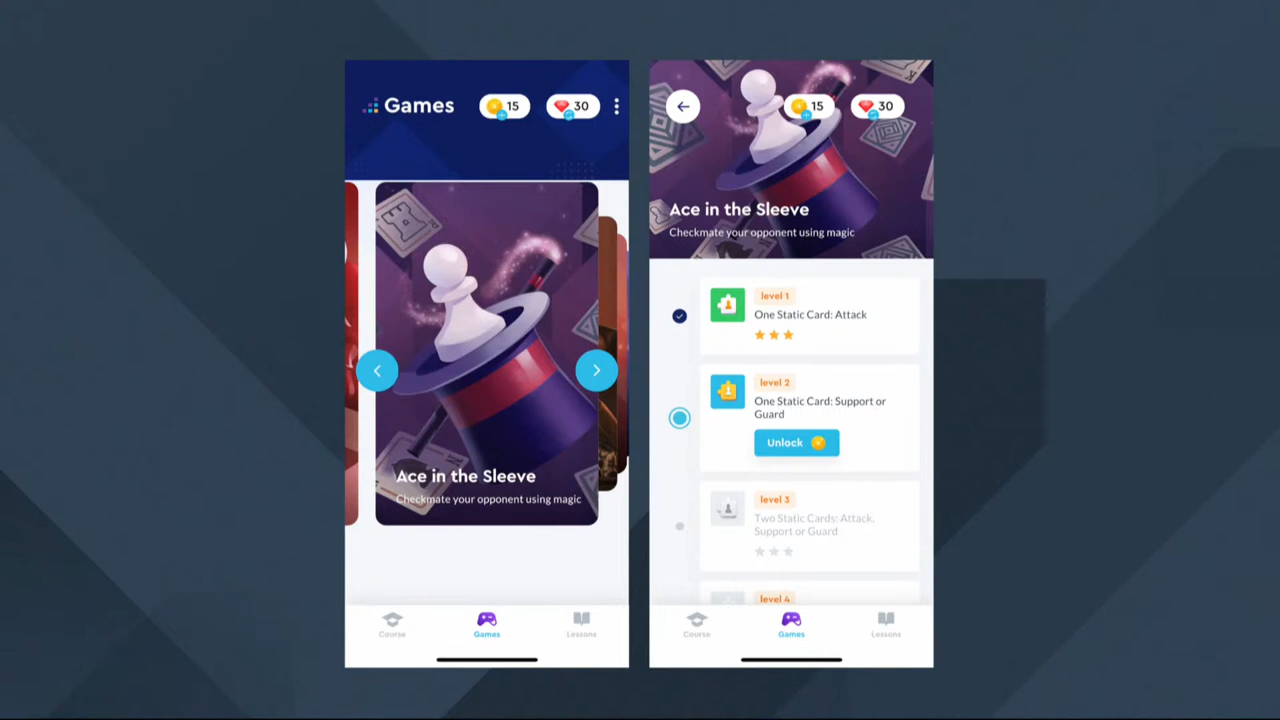 Games
15
30
Ace in the Sleeve
Checkmate your opponent using magic
Course
Games
Lessons
15
30
Ace in the Sleeve
Checkmate your opponent using magic
level 1
One Static Card: Attack
level 2
One Static Card: Support or
Guard
Unlock
level 3
Two Static Cards: Attack,
Support or Guard
level 4
Course
Games
Lessons